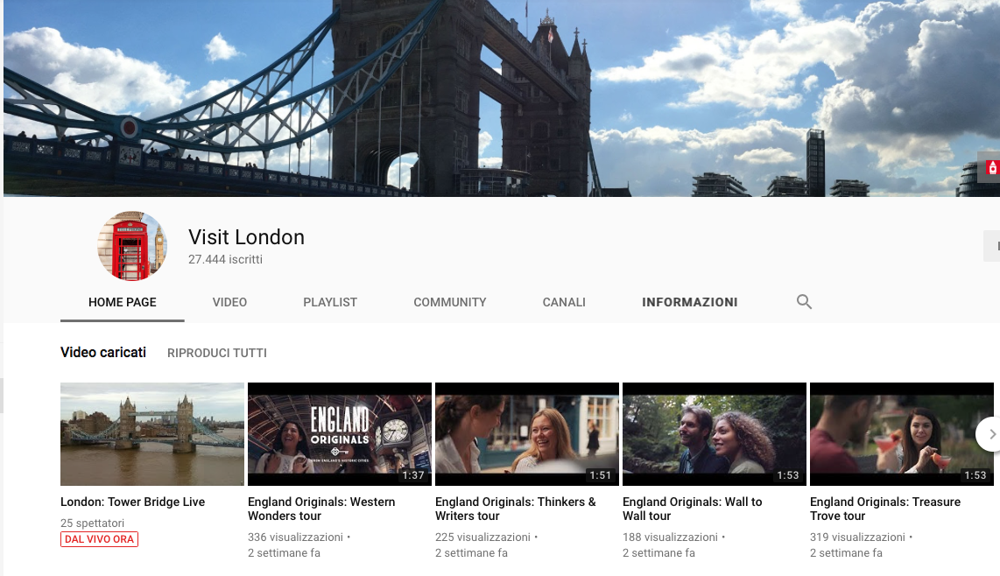 Visit London
27.444 iscritti
HOME PAGE VIDEO PLAYLIST COMMUNITY CANALI INFORMAZIONI
Video caricati RIPRODUCI TUTTI
ENGLAND
ORIGINALS
1:37
1:51
1:53
1:53
London: Tower Bridge Live
25 spettatori
DAL VIVO ORA
England Originals: Western
Wonders tour
336 visualizzazioni •
2 settimane fa
England Originals: Thinkers &
Writers tour
225 visualizzazioni •
2 settimane fa
England Originals: Wall to
Wall tour
188 visualizzazioni •
2 settimane fa
England Originals: Treasure
Trove tour
319 visualizzazioni •
2 settimane fa